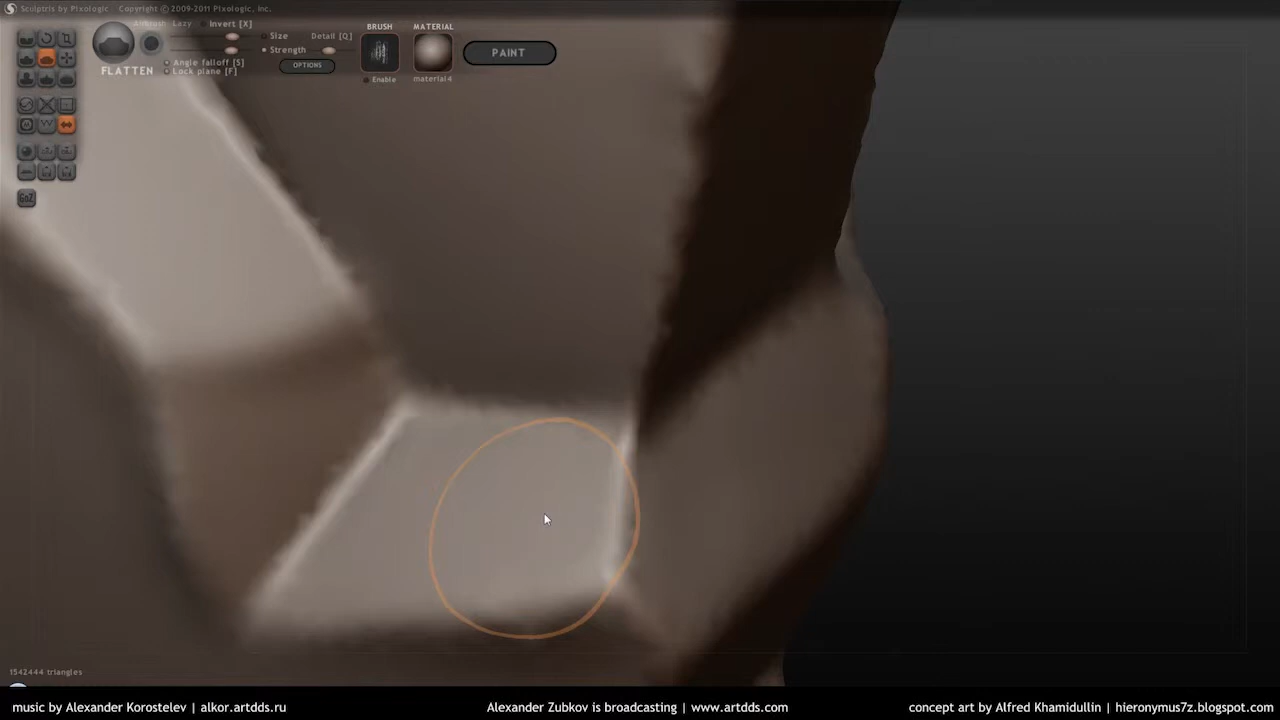 Sculptris by Pixologic Copyright © 2009-2011 Pixologic, Inc.
Airbrush Lazy Invert [X]
Size Detail [Q]
Strength
Angle falloff [S]
Lock plane [F]
OPTIONS
FLATTEN
BRUSH
Enable
MATERIAL
material4
PAINT
GoZ
1542444 triangles
music by Alexander Korostelev | alkor.artdds.ru
Alexander Zubkov is broadcasting | www.artdds.com
concept art by Alfred Khamidullin | hieronymus7z.blogspot.com